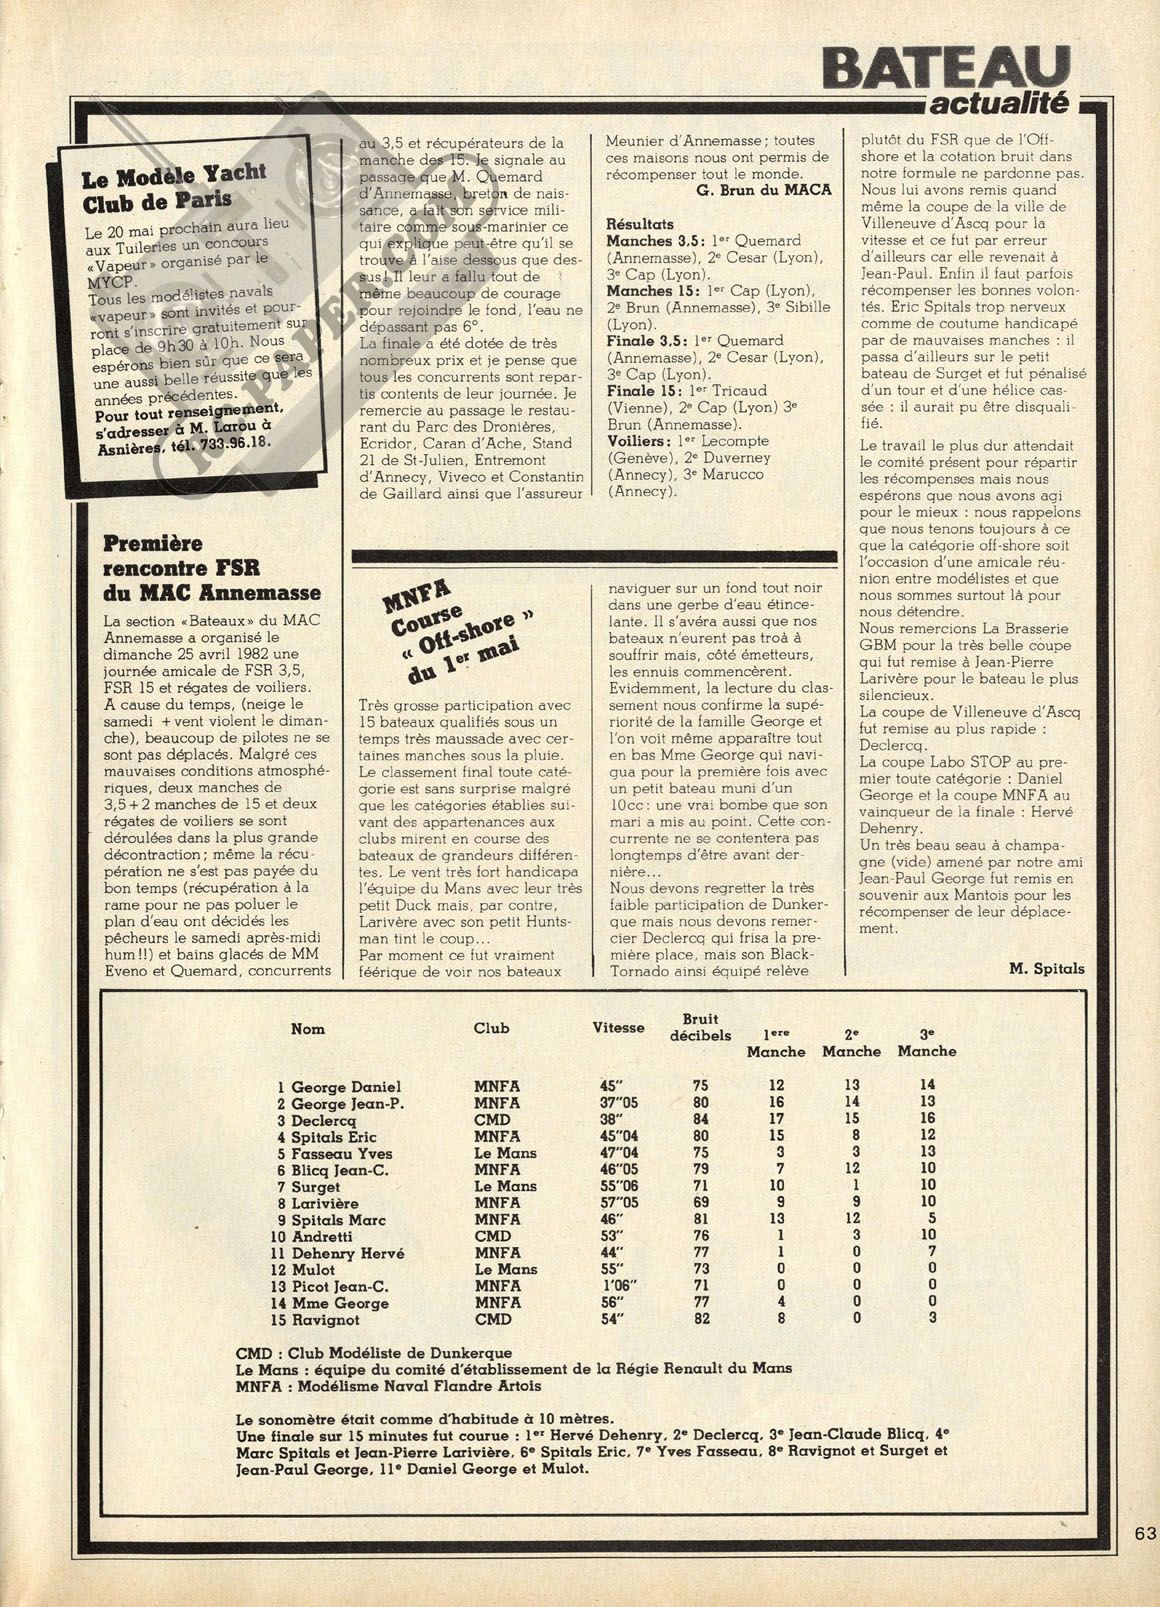 BATEAU
actualité
Le Modèle Yacht
Club de Paris
Le 20 mai prochain aura lieu
aux Tuileries un concours
«Vapeur» organisé par le
MYCP.
Tous les modélistes navals
«vapeur» sont invités et pour-
ront s'inscrire gratuitement sur
place de 9h30 à 10h. Nous
espérons bien sûr que ce sera
une aussi belle réussite que les
années précédentes.
Pour tout renseignement,
s'adresser à M. Larou à
Asnières, tél. 733.96.18.
Première
rencontre FSR
du MAC Annemasse
La section «Bateaux» du MAC
Annemasse a organisé le
dimanche 25 avril 1982 une
journée amicale de FSR 3,5,
FSR 15 et régates de voiliers.
A cause du temps, (neige le
samedi + vent violent le diman-
che), beaucoup de pilotes ne se
sont pas déplacés. Malgré ces
mauvaises conditions atmosphé-
riques, deux manches de
3,5+2 manches de 15 et deux
régates de voiliers se sont
déroulées dans la plus grande
décontraction; même la récu-
pération ne s'est pas payée du
bon temps (récupération à la
rame pour ne pas poluer le
plan d'eau ont décidés les
pêcheurs le samedi après-midi
hum!!) et bains glacés de MM
Eveno et Quemard, concurrents
au 3,5 et récupérateurs de la
manche des 15. Je signale au
passage que M. Quemard
d'Annemasse, breton de nais-
sance, a fait son service mili-
taire comme sous-marinier ce
qui explique peut-être qu'il se
trouve à l'aise dessous que des-
sus! Il leur a fallu tout de
même beaucoup de courage
pour rejoindre le fond, l'eau ne
dépassant pas 6°.
La finale a été dotée de très
nombreux prix et je pense que
tous les concurrents sont repar-
tis contents de leur journée. Je
remercie au passage le restau-
rant du Parc des Dronières,
Ecridor, Caran d'Ache, Stand
21 de St-Julien, Entremont
d'Annecy, Viveco et Constantin
de Gaillard ainsi que l'assureur
Meunier d'Annemasse; toutes
ces maisons nous ont permis de
récompenser tout le monde.
G. Brun du MACA
Résultats
Manches 3,5: 1er Quemard
(Annemasse), 2e Cesar (Lyon),
3e Cap (Lyon).
Manches 15: 1er Cap (Lyon),
2e Brun (Annemasse), 3e Sibille
(Lyon).
Finale 3,5: 1er Quemard
(Annemasse), 2e Cesar (Lyon),
3e Cap (Lyon).
Finale 15: 1er Tricaud
(Vienne), 2e Cap (Lyon) 3e
Brun (Annemasse).
Voiliers: 1er Lecompte
(Genève), 2e Duverney
(Annecy), 3e Marucco
(Annecy).
MNFA
Course
« Off-shore »
du 1er mai
Très grosse participation avec
15 bateaux qualifiés sous un
temps très maussade avec cer-
taines manches sous la pluie.
Le classement final toute caté-
gorie est sans surprise malgré
que les catégories établies sui-
vant des appartenances aux
clubs mirent en course des
bateaux de grandeurs différen-
tes. Le vent très fort handicapa
l'équipe du Mans avec leur très
petit Duck mais, par contre,
Larivère avec son petit Hunts-
man tint le coup...
Par moment ce fut vraiment
féérique de voir nos bateaux
naviguer sur un fond tout noir
dans une gerbe d'eau étince-
lante. Il s'avéra aussi que nos
bateaux n'eurent pas troà à
souffrir mais, côté émetteurs,
les ennuis commencèrent.
Evidemment, la lecture du clas-
sement nous confirme la supé-
riorité de la famille George et
l'on voit même apparaître tout
en bas Mme George qui navi-
gua pour la première fois avec
un petit bateau muni d'un
10cc: une vrai bombe que son
mari a mis au point. Cette con-
currente ne se contentera pas
longtemps d'être avant der-
nière...
Nous devons regretter la très
faible participation de Dunker-
que mais nous devons remer-
cier Declercq qui frisa la pre-
mière place, mais son Black-
Tornado ainsi équipé relève
plutôt du FSR que de l'Off-
shore et la cotation bruit dans
notre formule ne pardonne pas.
Nous lui avons remis quand
même la coupe de la ville de
Villeneuve d'Ascq pour la
vitesse et ce fut par erreur
d'ailleurs car elle revenait à
Jean-Paul. Enfin il faut parfois
récompenser les bonnes volon-
tés. Eric Spitals trop nerveux
comme de coutume handicapé
par de mauvaises manches : il
passa d'ailleurs sur le petit
bateau de Surget et fut pénalisé
d'un tour et d'une hélice cas-
sée : il aurait pu être disquali-
fié.
Le travail le plus dur attendait
le comité présent pour répartir
les récompenses mais nous
espérons que nous avons agi
pour le mieux : nous rappelons
que nous tenons toujours à ce
que la catégorie off-shore soit
l'occasion d'une amicale réu-
nion entre modélistes et que
nous sommes surtout là pour
nous détendre.
Nous remercions La Brasserie
GBM pour la très belle coupe
qui fut remise à Jean-Pierre
Larivère pour le bateau le plus
silencieux.
La coupe de Villeneuve d'Ascq
fut remise au plus rapide :
Declercq.
La coupe Labo STOP au pre-
mier toute catégorie : Daniel
George et la coupe MNFA au
vainqueur de la finale : Hervé
Dehenry.
Un très beau seau à champa-
gne (vide) amené par notre ami
Jean-Paul George fut remis en
souvenir aux Mantois pour les
récompenser de leur déplace-
ment.
M. Spitals
Nom Club Vitesse Bruit décibels 1ere Manche 2e Manche 3e Manche
1 George Daniel MNFA 45" 75 12 13 14
2 George Jean-P. MNFA 37"05 80 16 14 13
3 Declercq CMD 38" 84 17 15 16
4 Spitals Eric MNFA 45"04 80 15 8 12
5 Fasseau Yves Le Mans 47"04 75 3 3 13
6 Blicq Jean-C. MNFA 46"05 79 7 12 10
7 Surget Le Mans 55"06 71 10 1 10
8 Larivière MNFA 57"05 69 9 9 10
9 Spitals Marc MNFA 46" 81 13 12 5
10 Andretti CMD 53" 76 1 3 10
11 Dehenry Hervé MNFA 44" 77 1 0 7
12 Mulot Le Mans 55" 73 0 0 0
13 Picot Jean-C. MNFA 1'06" 71 0 0 0
14 Mme George MNFA 56" 77 4 0 0
15 Ravignot CMD 54" 82 8 0 3
CMD : Club Modéliste de Dunkerque
Le Mans : équipe du comité d'établissement de la Régie Renault du Mans
MNFA : Modélisme Naval Flandre Artois
Le sonomètre était comme d'habitude à 10 mètres.
Une finale sur 15 minutes fut courue : 1er Hervé Dehenry, 2e Declercq, 3e Jean-Claude Blicq, 4e
Marc Spitals et Jean-Pierre Larivière, 6e Spitals Eric, 7e Yves Fasseau, 8e Ravignot et Surget et
Jean-Paul George, 11e Daniel George et Mulot.
63